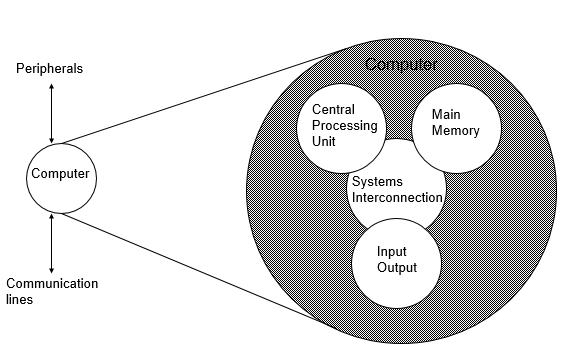 Peripherals
Computer
Communication
lines
Computer
Central
Processing
Unit
Main
Memory
Systems
Interconnection
Input
Output